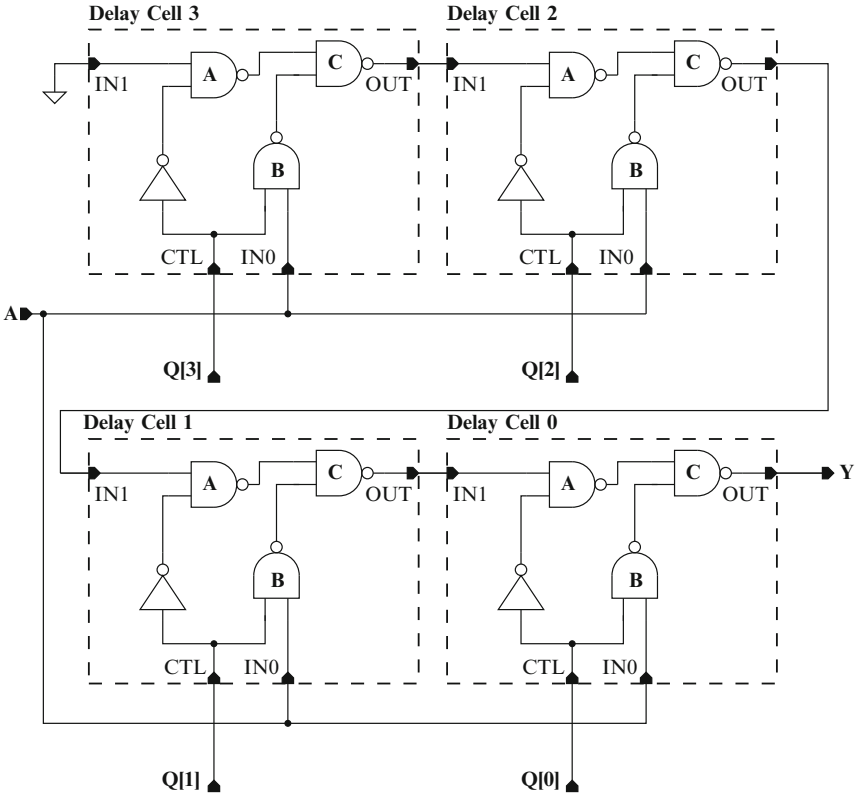 Delay Cell 3
Delay Cell 2
IN1
A
C
OUT
IN1
A
C
OUT
B
B
CTL
IN0
CTL
IN0
A
Q[3]
Q[2]
Delay Cell 1
Delay Cell 0
IN1
A
C
OUT
IN1
A
C
OUT
Y
B
B
CTL
IN0
CTL
IN0
Q[1]
Q[0]